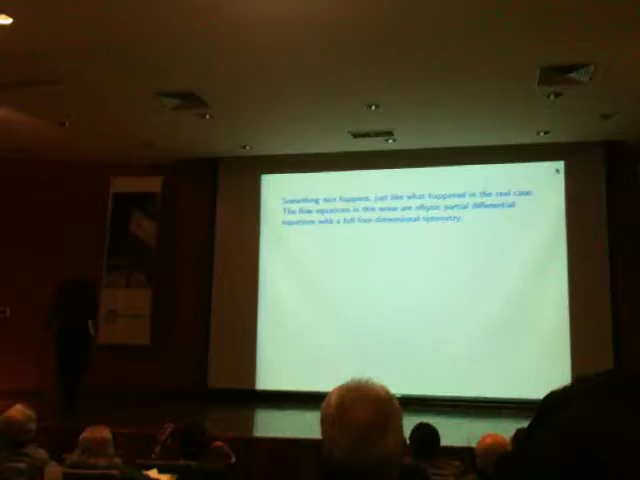 Something nice happens, just like what happened in the real case.
The flow equations in this sense are elliptic partial differential
equations with a full four-dimensional symmetry.